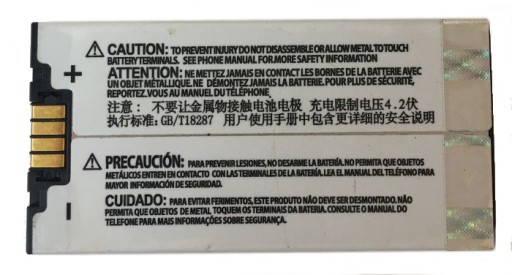 ⚠ CAUTION: TO PREVENT INJURY DO NOT DISASSEMBLE OR ALLOW METAL TO TOUCH
BATTERY TERMINALS. SEE PHONE MANUAL FOR MORE SAFETY INFORMATION
+ ATTENTION: NE METTEZ JAMAIS EN CONTACT LES BORNES DE LA BATTERIE AVEC
UN OBJET METÁLLIQUE. NE DEMONTEZ JAMAIS LA BATTERIE. POUR PLUS DE SÉCURITÉ,
REPORTEZ. VOUS AU MANUEL DU TÉLÉPHONE
注意: 不要让金属物接触电池电极 充电限制电压4.2伏
执行标准: GB/T18287 用户使用手册中包含更详细的安全说明
⚠ PRECAUCIÓN: PARA PREVENIR LESIONES, NO DESARME LA BATERÍA. NO PERMITA QUE OBJETOS
METÁLICOS ENTREN EN CONTACTO CON LAS TERMINALES DE LA BATERÍA. LEA EL MANUAL DEL TELÉFONO PARA
MAYOR INFORMACIÓN DE SEGURIDAD.
- CUIDADO: PARA EVITAR FERIMENTOS, ESTE PRODUTO NÃO DEVE SER DESARMADO. NÃO
PERMITA QUE OBJETOS DE METAL TOQUEM OS TERMINAIS DA BATERIA. CONSULTE O MANUAL DO
TELEFONE PARA MAIS INFORMAÇÕES SOBRE SEGURANÇA.